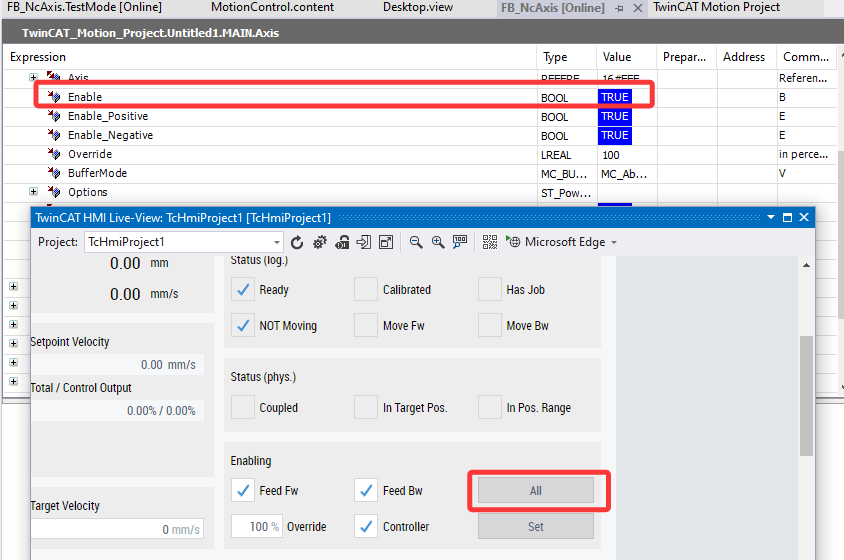 FB_NcAxis.TestMode [Online] MotionControl.content Desktop.view FB_NcAxis [Online] TwinCAT Motion Project
TwinCAT_Motion_Project.Untitled1.MAIN.Axis
Expression Type Value Prepar... Address Comm...
Axis REFERE... 16#FFF... Referen...
Enable BOOL TRUE B
Enable_Positive BOOL TRUE E
Enable_Negative BOOL TRUE E
Override LREAL 100 in perce...
BufferMode MC_BU... MC_Ab... V
Options ST_Pow...
TwinCAT HMI Live-View: TcHmiProject1 [TcHmiProject1]
Project: TcHmiProject1 Microsoft Edge
0.00 mm
0.00 mm/s
Setpoint Velocity
0.00 mm/s
Total / Control Output
0.00% / 0.00%
Target Velocity
0 mm/s
Status (log.)
Ready Calibrated Has Job
NOT Moving Move Fw Move Bw
Status (phys.)
Coupled In Target Pos. In Pos. Range
Enabling
Feed Fw Feed Bw All
100 % Override Controller Set